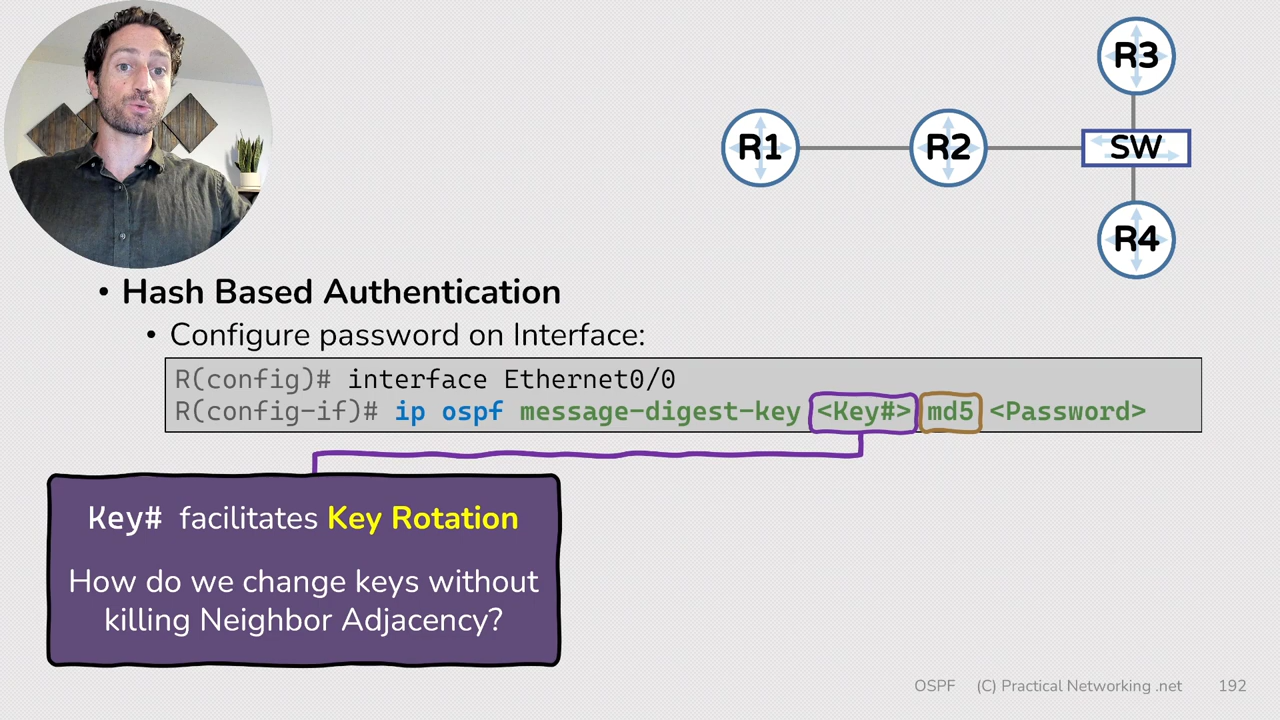 R3
R1
R2
SW
R4
• Hash Based Authentication
• Configure password on Interface:
R(config)# interface Ethernet0/0
R(config-if)# ip ospf message-digest-key <Key#> md5 <Password>
Key# facilitates Key Rotation
How do we change keys without
killing Neighbor Adjacency?
OSPF (C) Practical Networking .net 192